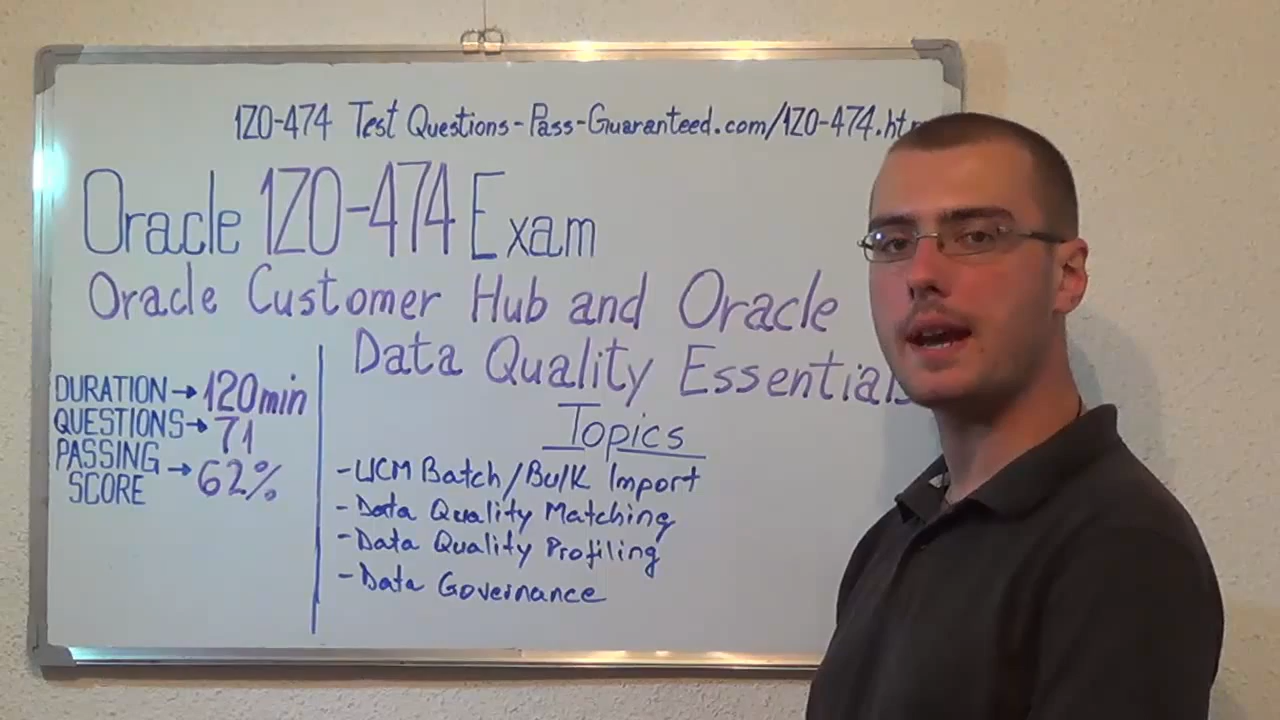 1Z0-474 Test Questions-Pass-Guaranteed.com/1Z0-474.htm
Oracle 1Z0-474 Exam
Oracle Customer Hub and Oracle
Data Quality Essentials
DURATION→120min
QUESTIONS→71
PASSING
SCORE→62%
Topics
-UCM Batch/Bulk Import
-Data Quality Matching
-Data Quality Profiling
-Data Governance